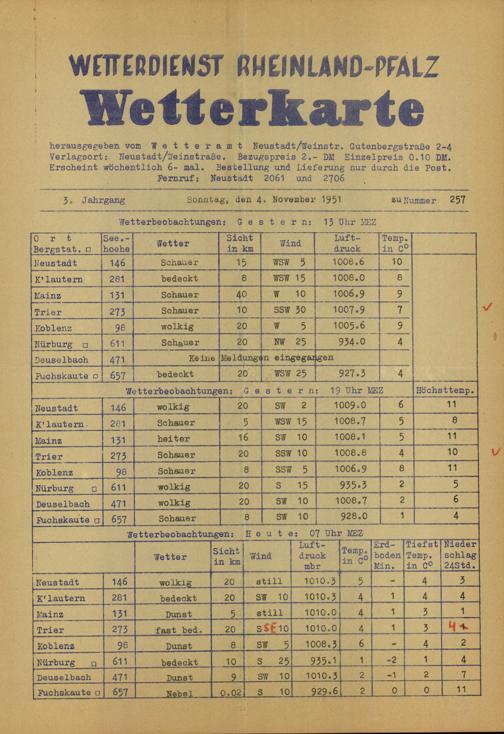 WETTERDIENST RHEINLAND-PFALZ
Wetterkarte
herausgegeben vom W e t t e r a m t Neustadt/Weinstr. Gutenbergstraße 2-4
Verlagsort: Neustadt/Weinstraße. Bezugspreis 2.- DM Einzelpreis 0.10 DM.
Erscheint wöchentlich 6- mal. Bestellung und Lieferung nur durch die Post.
Fernruf: Neustadt 2061 und 2706
3. Jahrgang Sonntag, den 4. November 1951 zu Nummer 257
Wetterbeobachtungen: G e s t e r n: 13 Uhr MEZ
O r t See.- Wetter Sicht Wind Luft- Temp.
Bergstat. □ hoehe in km druck in C°
Neustadt 146 Schauer 15 WSW 5 1008.6 10
K'lautern 281 bedeckt 8 WSW 15 1008.0 8
Mainz 131 Schauer 40 W 10 1006.9 9
Trier 273 Schauer 10 SSW 30 1007.9 7
Koblenz 98 wolkig 20 W 5 1005.6 9
Nürburg □ 611 Schauer 20 NW 25 934.0 4
Deuselbach 471 Keine Meldungen eingegangen
Fuchskaute □ 657 bedeckt 20 WSW 25 927.3 4
Wetterbeobachtungen: G e s t e r n: 19 Uhr MEZ Höchsttemp.
Neustadt 146 wolkig 20 SW 2 1009.0 6 11
K'lautern 281 Schauer 5 WSW 15 1008.7 5 8
Mainz 131 heiter 16 SW 10 1008.1 5 11
Trier 273 Schauer 20 SSW 10 1008.8 4 10
Koblenz 98 Schauer 8 SSW 5 1006.9 8 11
Nürburg □ 611 wolkig 20 S 15 935.3 2 5
Deuselbach 471 wolkig 20 SW 10 1008.7 2 6
Fuchskaute □ 657 Schauer 8 SW 10 928.0 1 4
Wetterbeobachtungen: H e u t e: 07 Uhr MEZ
Wetter Sicht in km Wind Luft- druck mbr Temp. in C° Erd- boden Min. Tiefst Temp. in C° Nieder schlag 24Std.
Neustadt 146 wolkig 20 still 1010.3 5 - 4 3
K'lautern 281 bedeckt 20 SW 10 1010.3 4 1 4 4
Mainz 131 Dunst 5 still 1010.0 4 1 3 1
Trier 273 fast bed. 20 SSE 10 1010.0 4 1 3 4
Koblenz 98 Dunst 8 SW 5 1008.3 6 - 4 2
Nürburg □ 611 bedeckt 10 S 25 935.1 1 -2 1 4
Deuselbach 471 Dunst 9 SW 10 1010.3 2 -1 2 7
Fuchskaute □ 657 Nebel 0.02 S 10 929.6 2 0 0 11